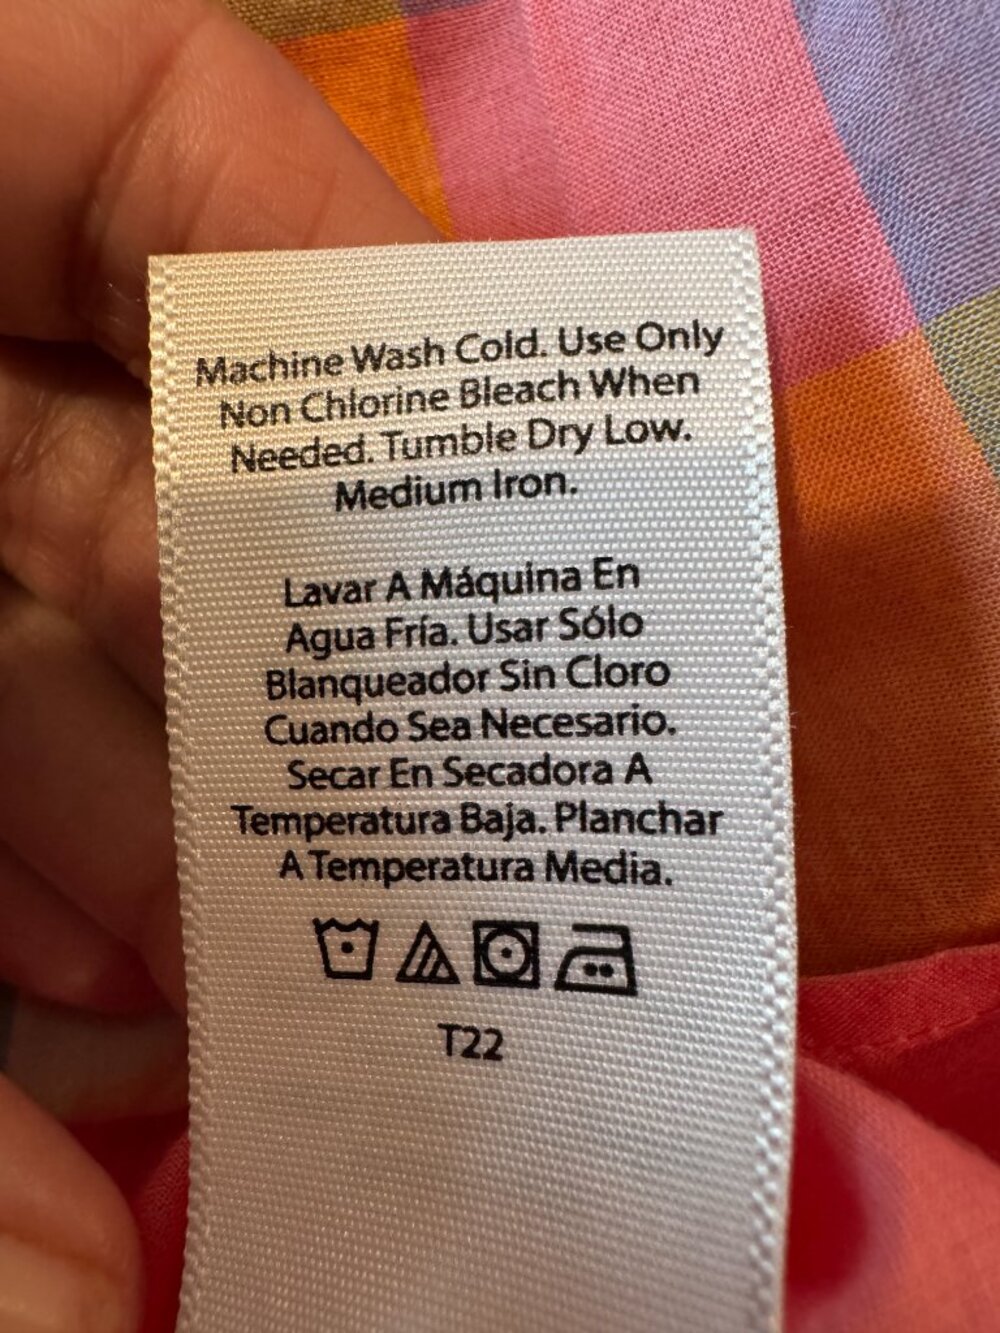 Machine Wash Cold. Use Only
Non Chlorine Bleach When
Needed. Tumble Dry Low.
Medium Iron.
Lavar A Máquina En
Agua Fría. Usar Sólo
Blanqueador Sin Cloro
Cuando Sea Necesario.
Secar En Secadora A
Temperatura Baja. Planchar
A Temperatura Media.
T22